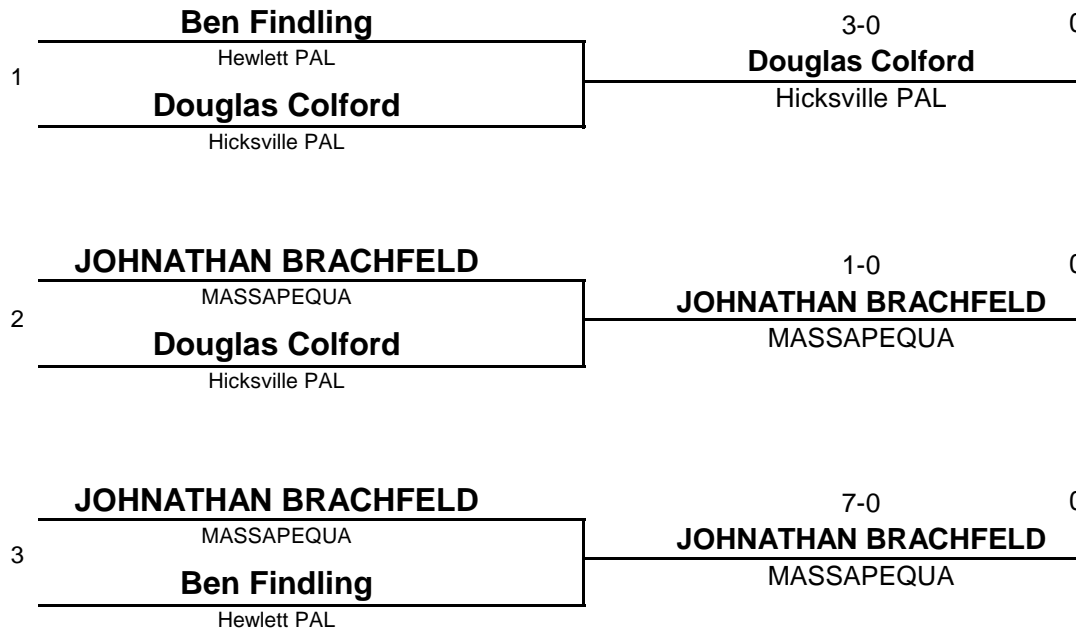 Ben Findling
Hewlett PAL
1
Douglas Colford
Hicksville PAL
3-0
Douglas Colford
Hicksville PAL
JOHNATHAN BRACHFELD
MASSAPEQUA
2
Douglas Colford
Hicksville PAL
1-0
JOHNATHAN BRACHFELD
MASSAPEQUA
JOHNATHAN BRACHFELD
MASSAPEQUA
3
Ben Findling
Hewlett PAL
7-0
JOHNATHAN BRACHFELD
MASSAPEQUA